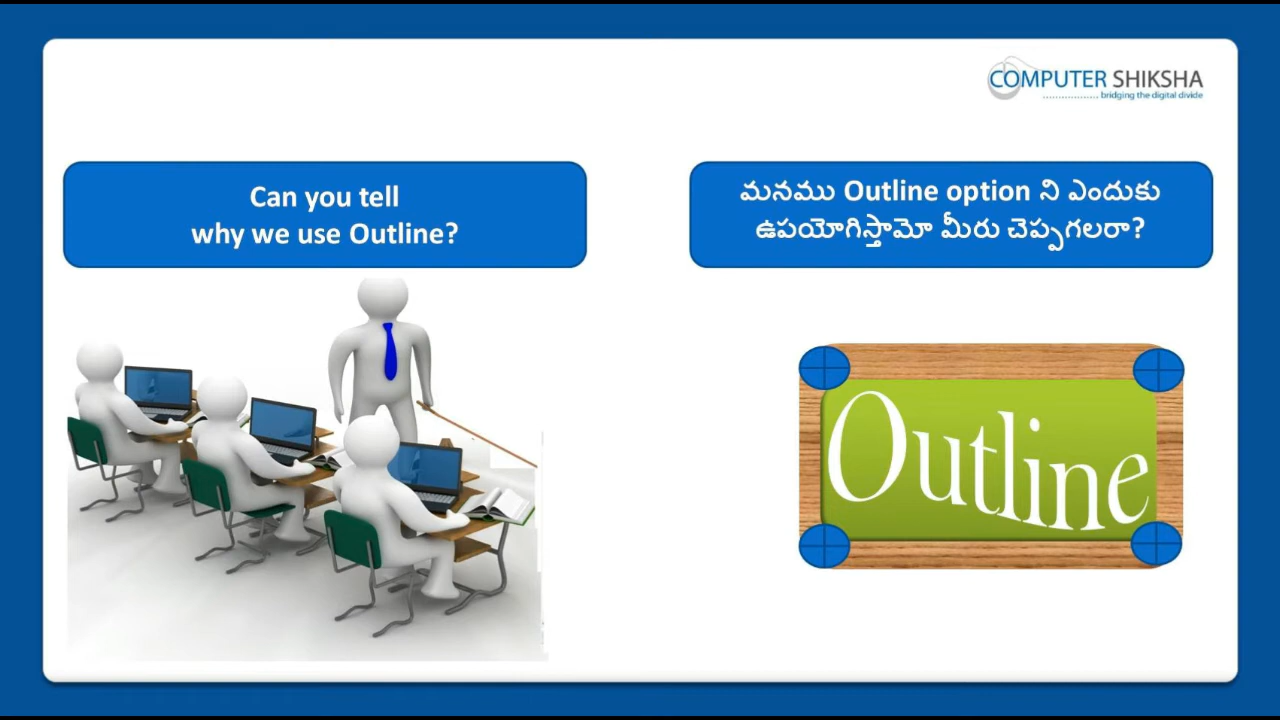 COMPUTER SHIKSHA
bridging the digital divide
Can you tell
why we use Outline?
మనము Outline option ని ఎందుకు
ఉపయోగిస్తామో మీరు చెప్పగలరా?
Outline